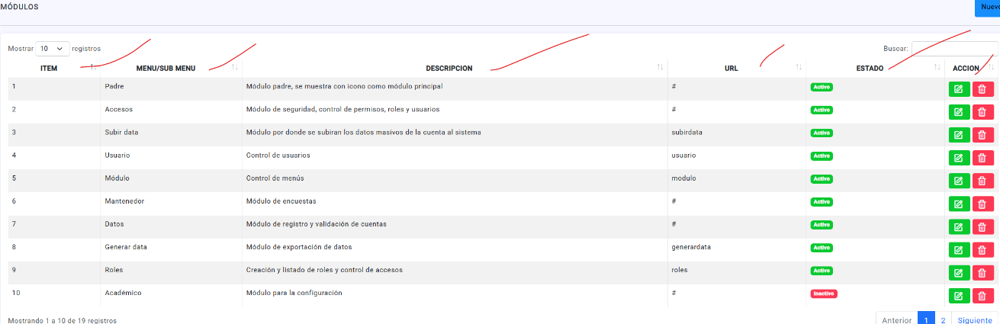 MÓDULOS
Nuevo
Mostrar 10 registros
Buscar:
ITEM MENU/SUB MENU DESCRIPCION URL ESTADO ACCION
1 Padre Módulo padre, se muestra con icono como módulo principal # Activo
2 Accesos Módulo de seguridad, control de permisos, roles y usuarios # Activo
3 Subir data Módulo por donde se subiran los datos masivos de la cuenta al sistema subirdata Activo
4 Usuario Control de usuarios usuario Activo
5 Módulo Control de menús modulo Activo
6 Mantenedor Módulo de encuestas # Activo
7 Datos Módulo de registro y validación de cuentas # Activo
8 Generar data Módulo de exportación de datos generardata Activo
9 Roles Creación y listado de roles y control de accesos roles Activo
10 Académico Módulo para la configuración # Inactivo
Mostrando 1 a 10 de 19 registros
Anterior 1 2 Siguiente